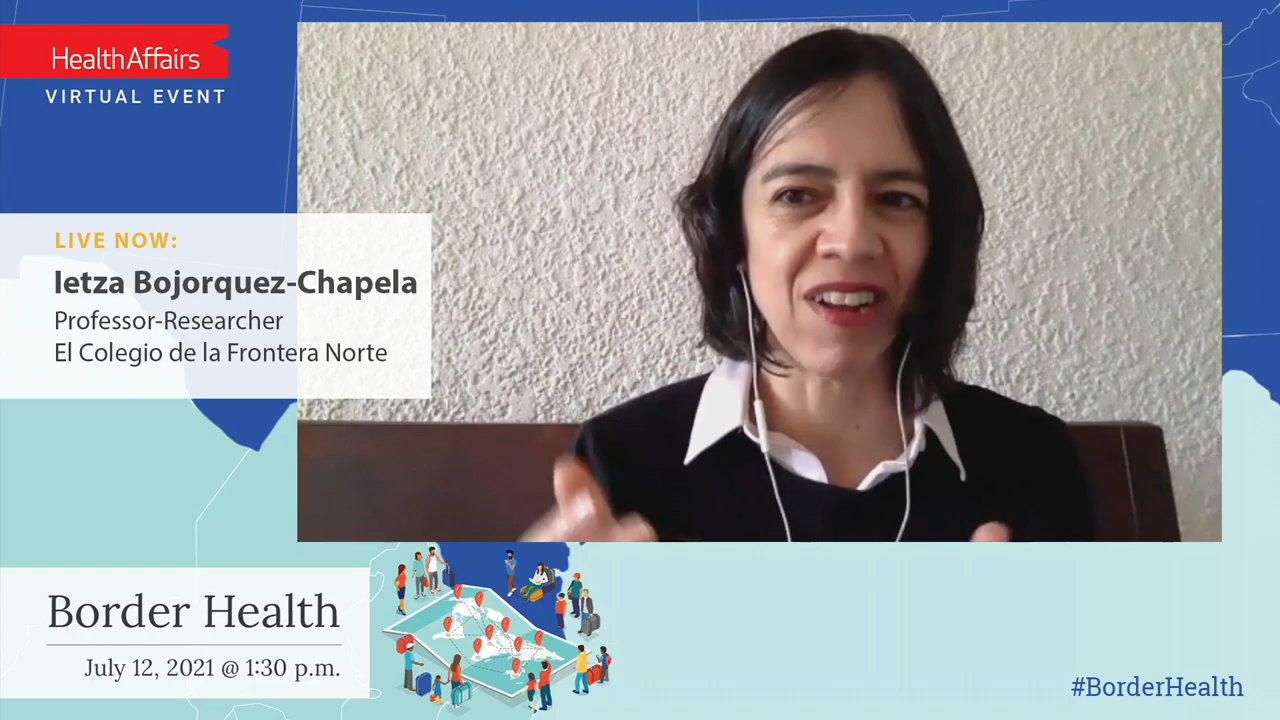 HealthAffairs
VIRTUAL EVENT
LIVE NOW:
Ietza Bojorquez-Chapela
Professor-Researcher
El Colegio de la Frontera Norte
Border Health
July 12, 2021 @ 1:30 p.m.
#BorderHealth